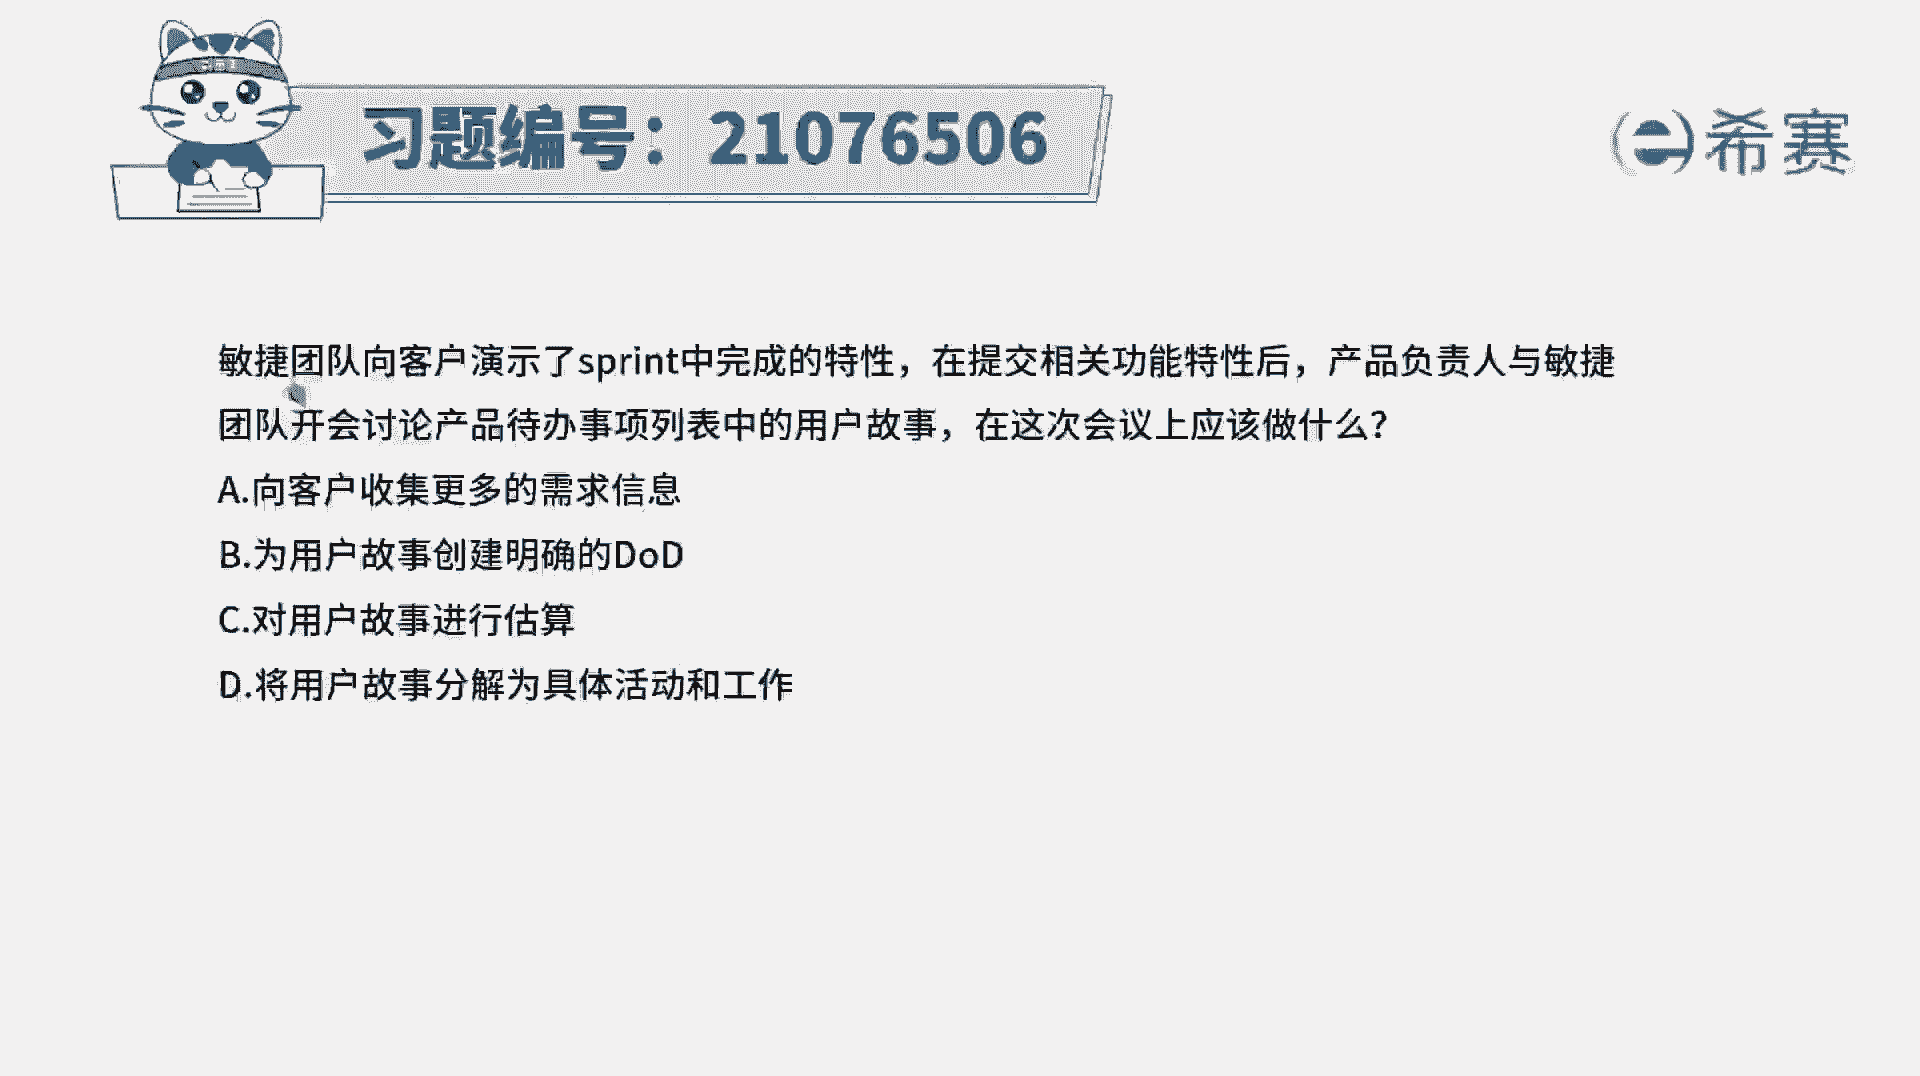 习题编号：21076506
希赛
敏捷团队向客户演示了sprint中完成的特性，在提交相关功能特性后，产品负责人与敏捷
团队开会讨论产品待办事项列表中的用户故事，在这次会议上应该做什么？
A.向客户收集更多的需求信息
B.为用户故事创建明确的DoD
C.对用户故事进行估算
D.将用户故事分解为具体活动和工作